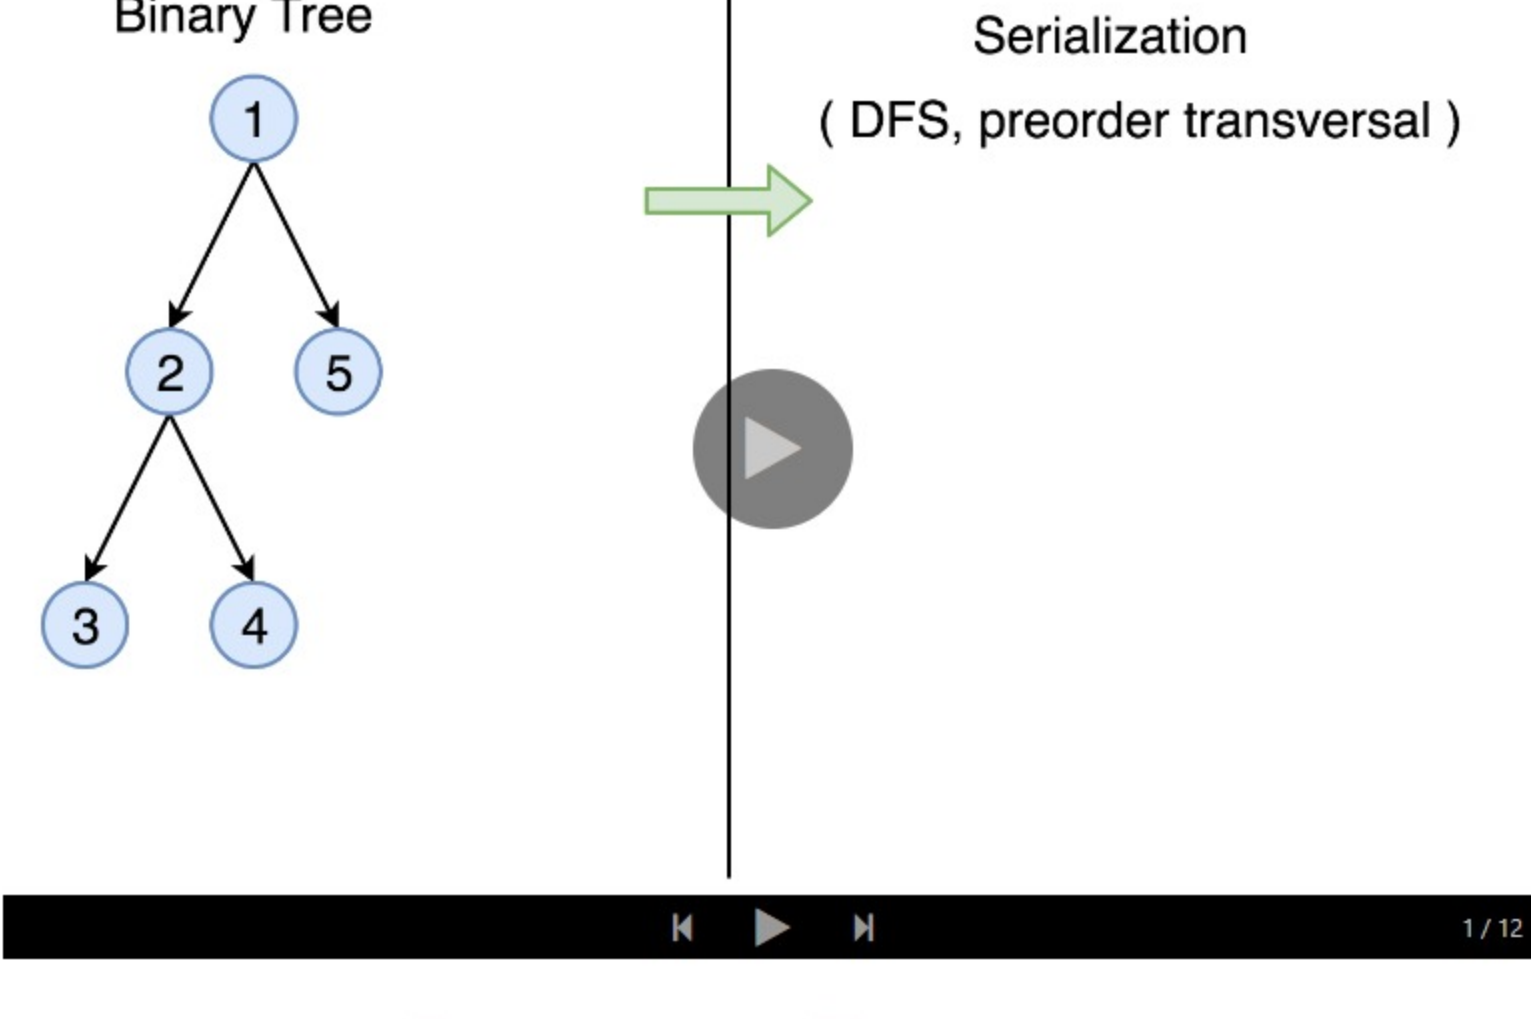 Binary Tree
Serialization
( DFS, preorder transversal )
1
2
5
3
4
1 / 12